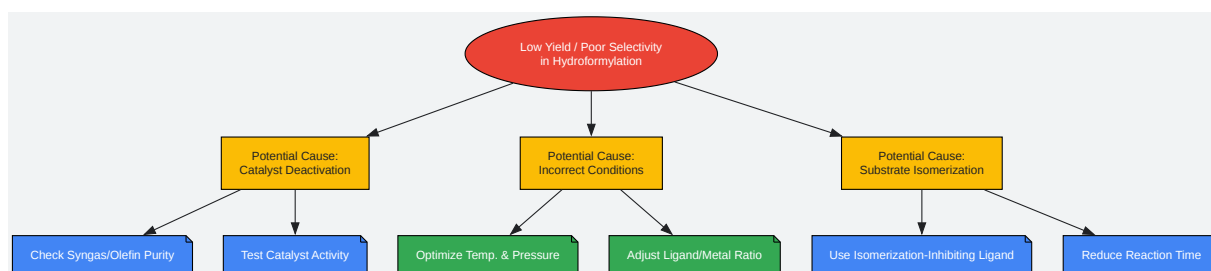 Low Yield / Poor Selectivity
in Hydroformylation
Potential Cause:
Catalyst Deactivation
Potential Cause:
Incorrect Conditions
Potential Cause:
Substrate Isomerization
Check Syngas/Olefin Purity
Test Catalyst Activity
Optimize Temp. & Pressure
Adjust Ligand/Metal Ratio
Use Isomerization-Inhibiting Ligand
Reduce Reaction Time